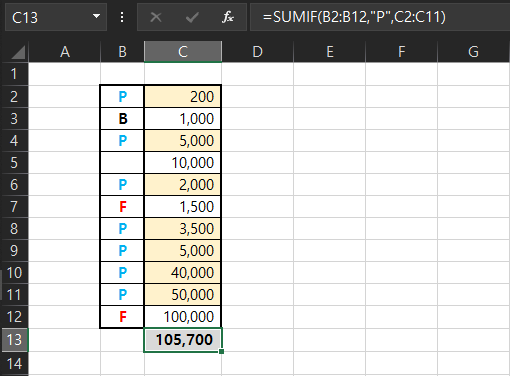 C13 fx =SUMIF(B2:B12,"P",C2:C11)
A B C D E F G
1
2 P 200
3 B 1,000
4 P 5,000
5 10,000
6 P 2,000
7 F 1,500
8 P 3,500
9 P 5,000
10 P 40,000
11 P 50,000
12 F 100,000
13 105,700
14